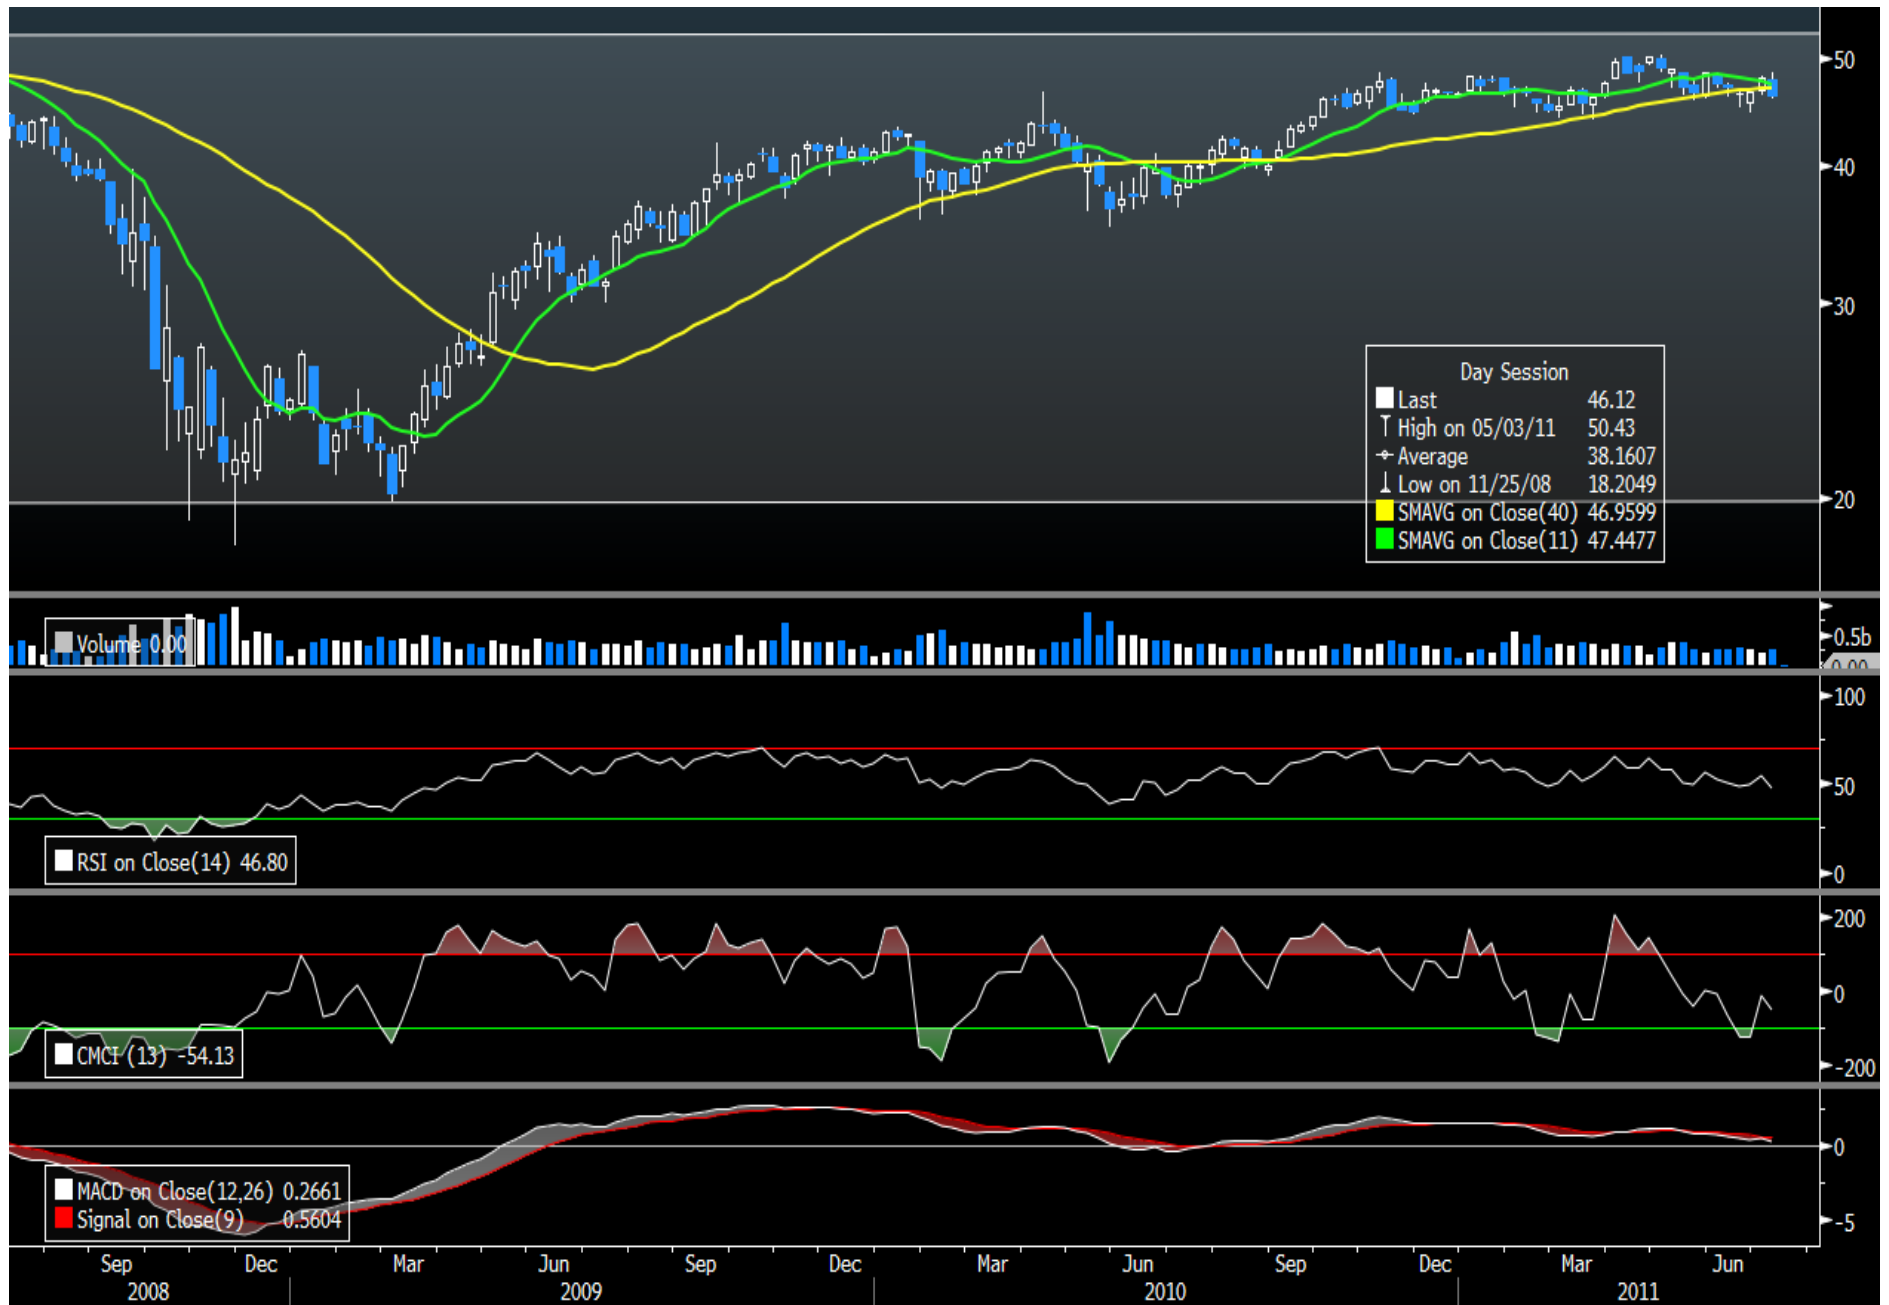 50
40
30
20
Day Session
Last 46.12
High on 05/03/11 50.43
Average 38.1607
Low on 11/25/08 18.2049
SMAVG on Close(40) 46.9599
SMAVG on Close(11) 47.4477
Volume 0.00
0.5b
0.00
100
50
0
RSI on Close(14) 46.80
200
0
-200
CMCI (13) -54.13
0
-5
MACD on Close(12,26) 0.2661
Signal on Close(9) 0.5604
Sep Dec Mar Jun Sep Dec Mar Jun Sep Dec Mar Jun
2008 2009 2010 2011